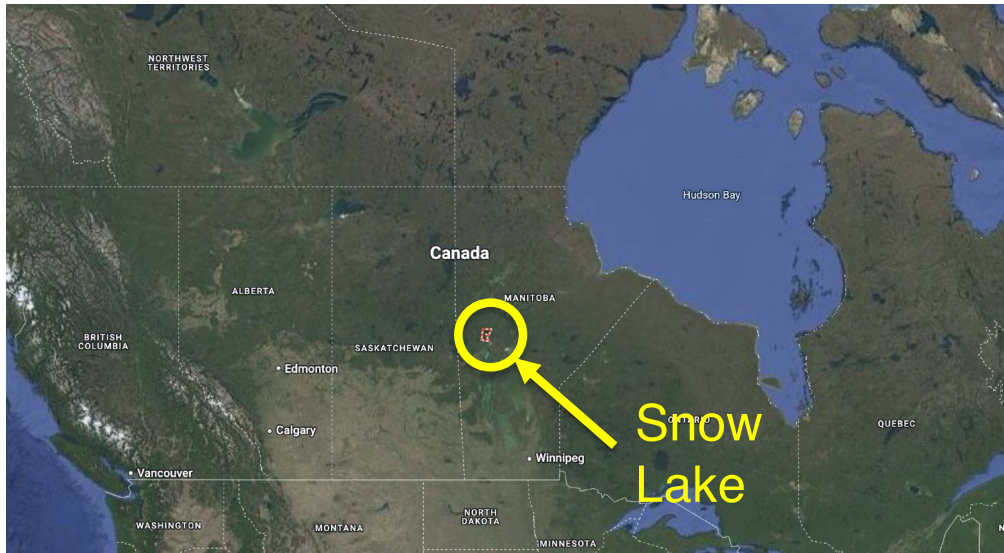 NORTHWEST
TERRITORIES
Hudson Bay
Canada
ALBERTA
MANITOBA
BRITISH
COLUMBIA
SASKATCHEWAN
Edmonton
Calgary
Snow
Lake
ONTARIO
QUEBEC
Winnipeg
Vancouver
WASHINGTON
MONTANA
NORTH
DAKOTA
MINNESOTA
N